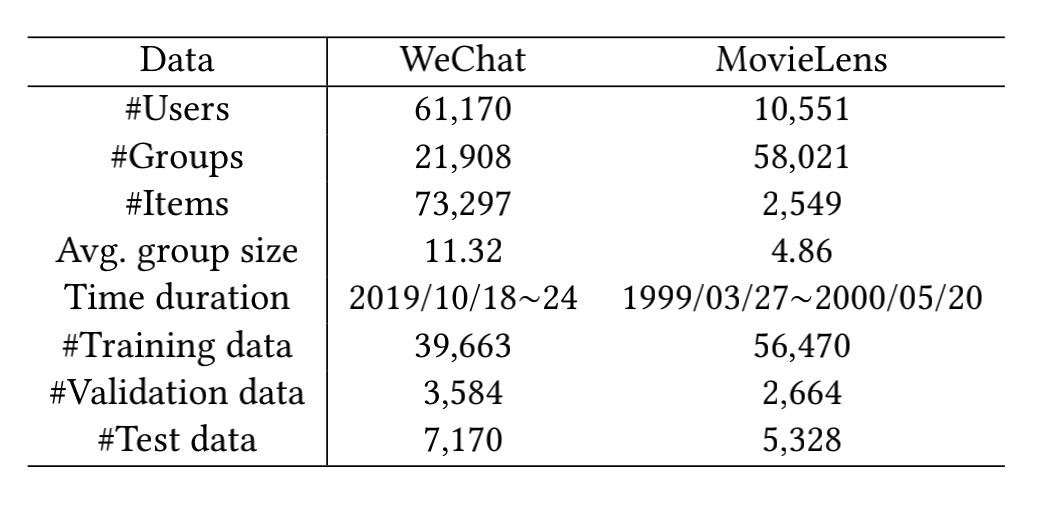 Data WeChat MovieLens
#Users 61,170 10,551
#Groups 21,908 58,021
#Items 73,297 2,549
Avg. group size 11.32 4.86
Time duration 2019/10/18~24 1999/03/27~2000/05/20
#Training data 39,663 56,470
#Validation data 3,584 2,664
#Test data 7,170 5,328